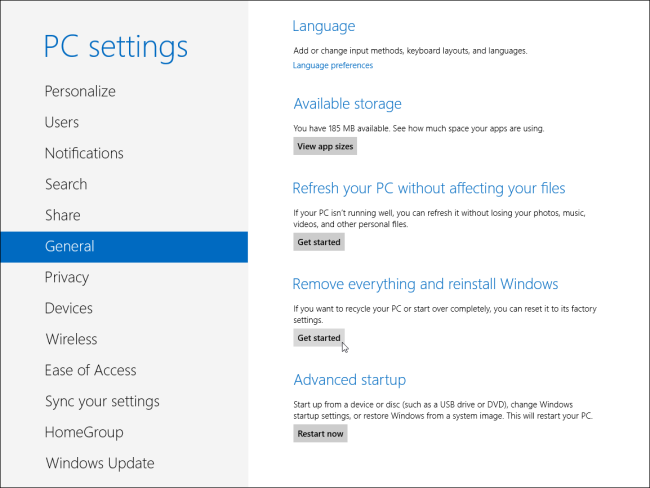 PC settings
Personalize
Users
Notifications
Search
Share
General
Privacy
Devices
Wireless
Ease of Access
Sync your settings
HomeGroup
Windows Update
Language
Add or change input methods, keyboard layouts, and languages.
Language preferences
Available storage
You have 185 MB available. See how much space your apps are using.
View app sizes
Refresh your PC without affecting your files
If your PC isn't running well, you can refresh it without losing your photos, music,
videos, and other personal files.
Get started
Remove everything and reinstall Windows
If you want to recycle your PC or start over completely, you can reset it to its factory
settings.
Get started
Advanced startup
Start up from a device or disc (such as a USB drive or DVD), change Windows
startup settings, or restore Windows from a system image. This will restart your PC.
Restart now